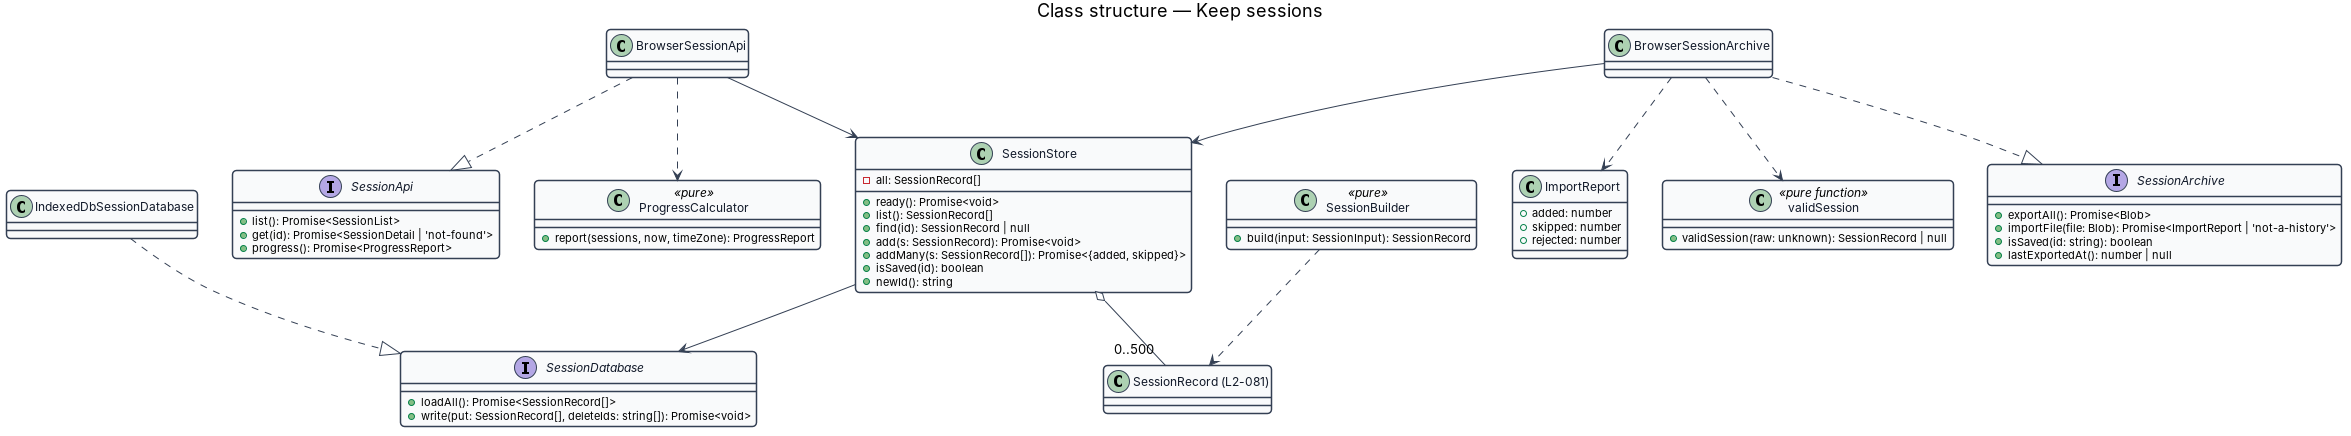 Class structure — Keep sessions
C BrowserSessionApi
C BrowserSessionArchive
C SessionStore
all: SessionRecord[]
ready(): Promise<void>
list(): SessionRecord[]
find(id): SessionRecord | null
add(s: SessionRecord): Promise<void>
addMany(s: SessionRecord[]): Promise<{added, skipped}>
isSaved(id): boolean
newId(): string
I SessionApi
list(): Promise<SessionList>
get(id): Promise<SessionDetail | 'not-found'>
progress(): Promise<ProgressReport>
C «pure»
ProgressCalculator
report(sessions, now, timeZone): ProgressReport
C «pure»
SessionBuilder
build(input: SessionInput): SessionRecord
C ImportReport
added: number
skipped: number
rejected: number
C «pure function»
validSession
validSession(raw: unknown): SessionRecord | null
I SessionArchive
exportAll(): Promise<Blob>
importFile(file: Blob): Promise<ImportReport | 'not-a-history'>
isSaved(id: string): boolean
lastExportedAt(): number | null
C IndexedDbSessionDatabase
I SessionDatabase
loadAll(): Promise<SessionRecord[]>
write(put: SessionRecord[], deleteIds: string[]): Promise<void>
0..500
C SessionRecord (L2-081)